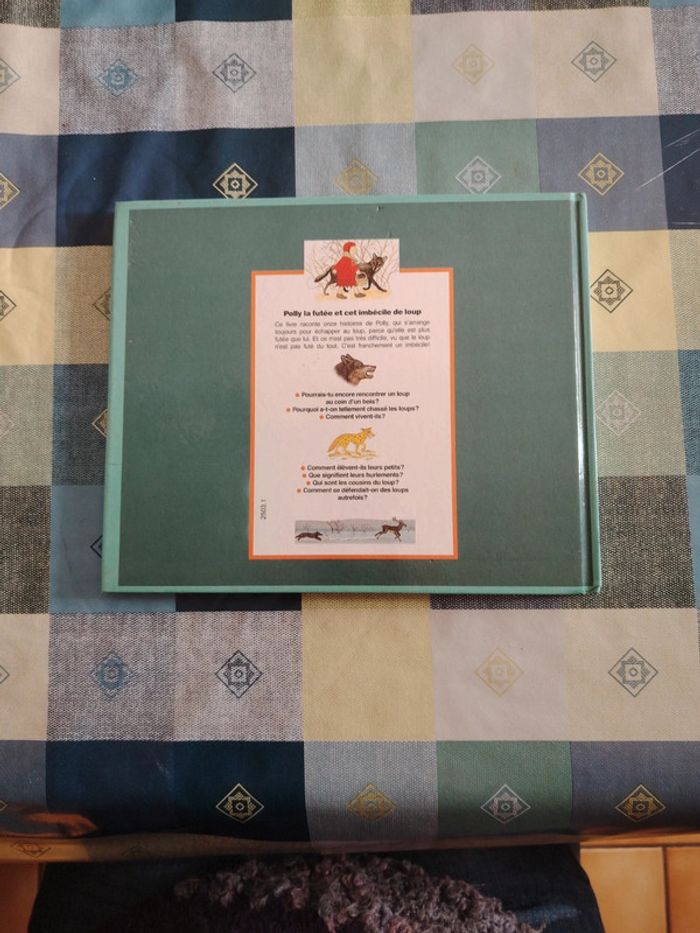 Polly la futée et cet imbécile de loup
Ce livre raconte onze histoires de Polly, qui s'arrange
toujours pour échapper au loup, parce qu'elle est plus
futée que lui. Et ce n'est pas très difficile, vu que le loup
n'est pas futé du tout. C'est franchement un imbécile!
Pourrais-tu encore rencontrer un loup
au coin d'un bois?
Pourquoi a-t-on tellement chassé les loups?
Comment vivent-ils?
Comment élèvent-ils leurs petits?
Que signifient leurs hurlements?
Qui sont les cousins du loup?
Comment se défendait-on des loups
autrefois?
2503.1